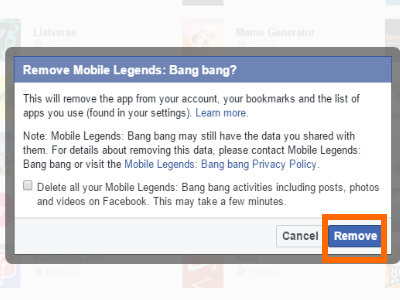 Listverse
Meme Generator
Remove Mobile Legends: Bang bang?
This will remove the app from your account, your bookmarks and the list of
apps you use (found in your settings). Learn more.
Note: Mobile Legends: Bang bang may still have the data you shared with
them. For details about removing this data, please contact Mobile Legends:
Bang bang or visit the Mobile Legends: Bang bang Privacy Policy.
Delete all your Mobile Legends: Bang bang activities including posts, photos
and videos on Facebook. This may take a few minutes.
Cancel Remove